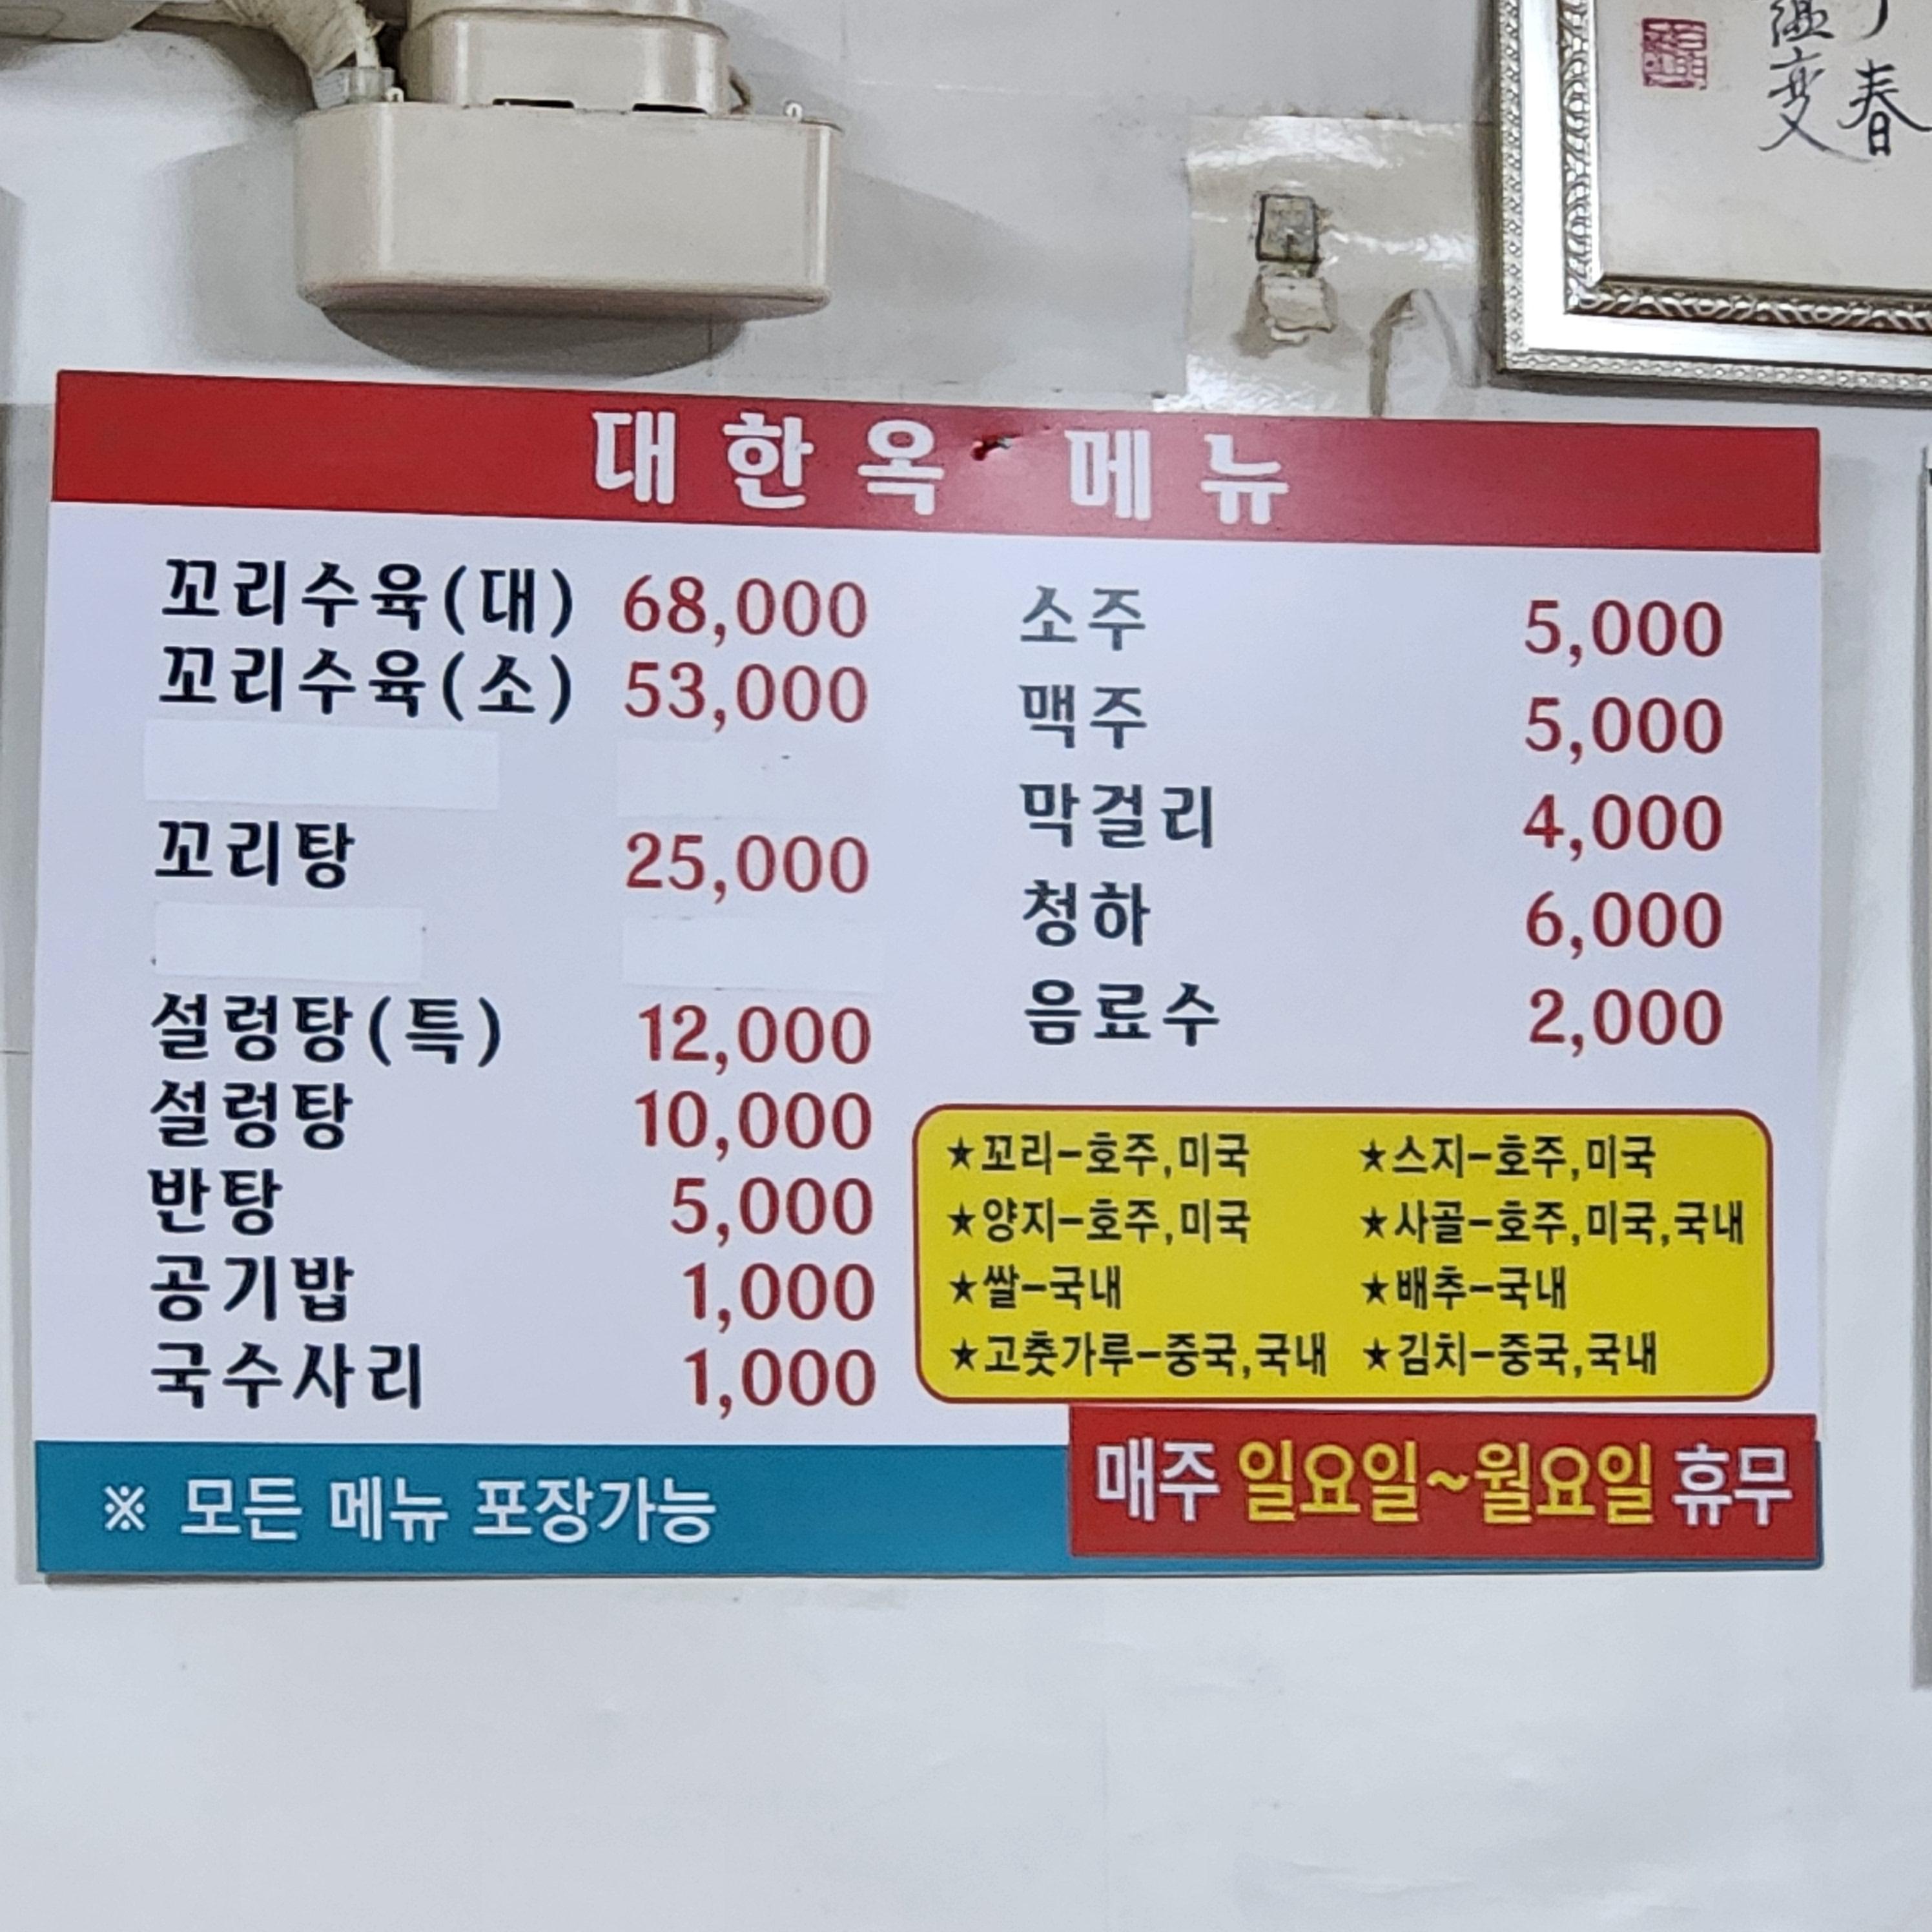 春
変
대한옥 메뉴
꼬리수육(대) 68,000
꼬리수육(소) 53,000
꼬리탕 25,000
설렁탕(특) 12,000
설렁탕 10,000
반탕 5,000
공기밥 1,000
국수사리 1,000
소주 5,000
맥주 5,000
막걸리 4,000
청하 6,000
음료수 2,000
★꼬리-호주,미국 ★스지-호주,미국
★양지-호주,미국 ★사골-호주,미국,국내
★쌀-국내 ★배추-국내
★고춧가루-중국,국내 ★김치-중국,국내
※ 모든 메뉴 포장가능
매주 일요일~월요일 휴무